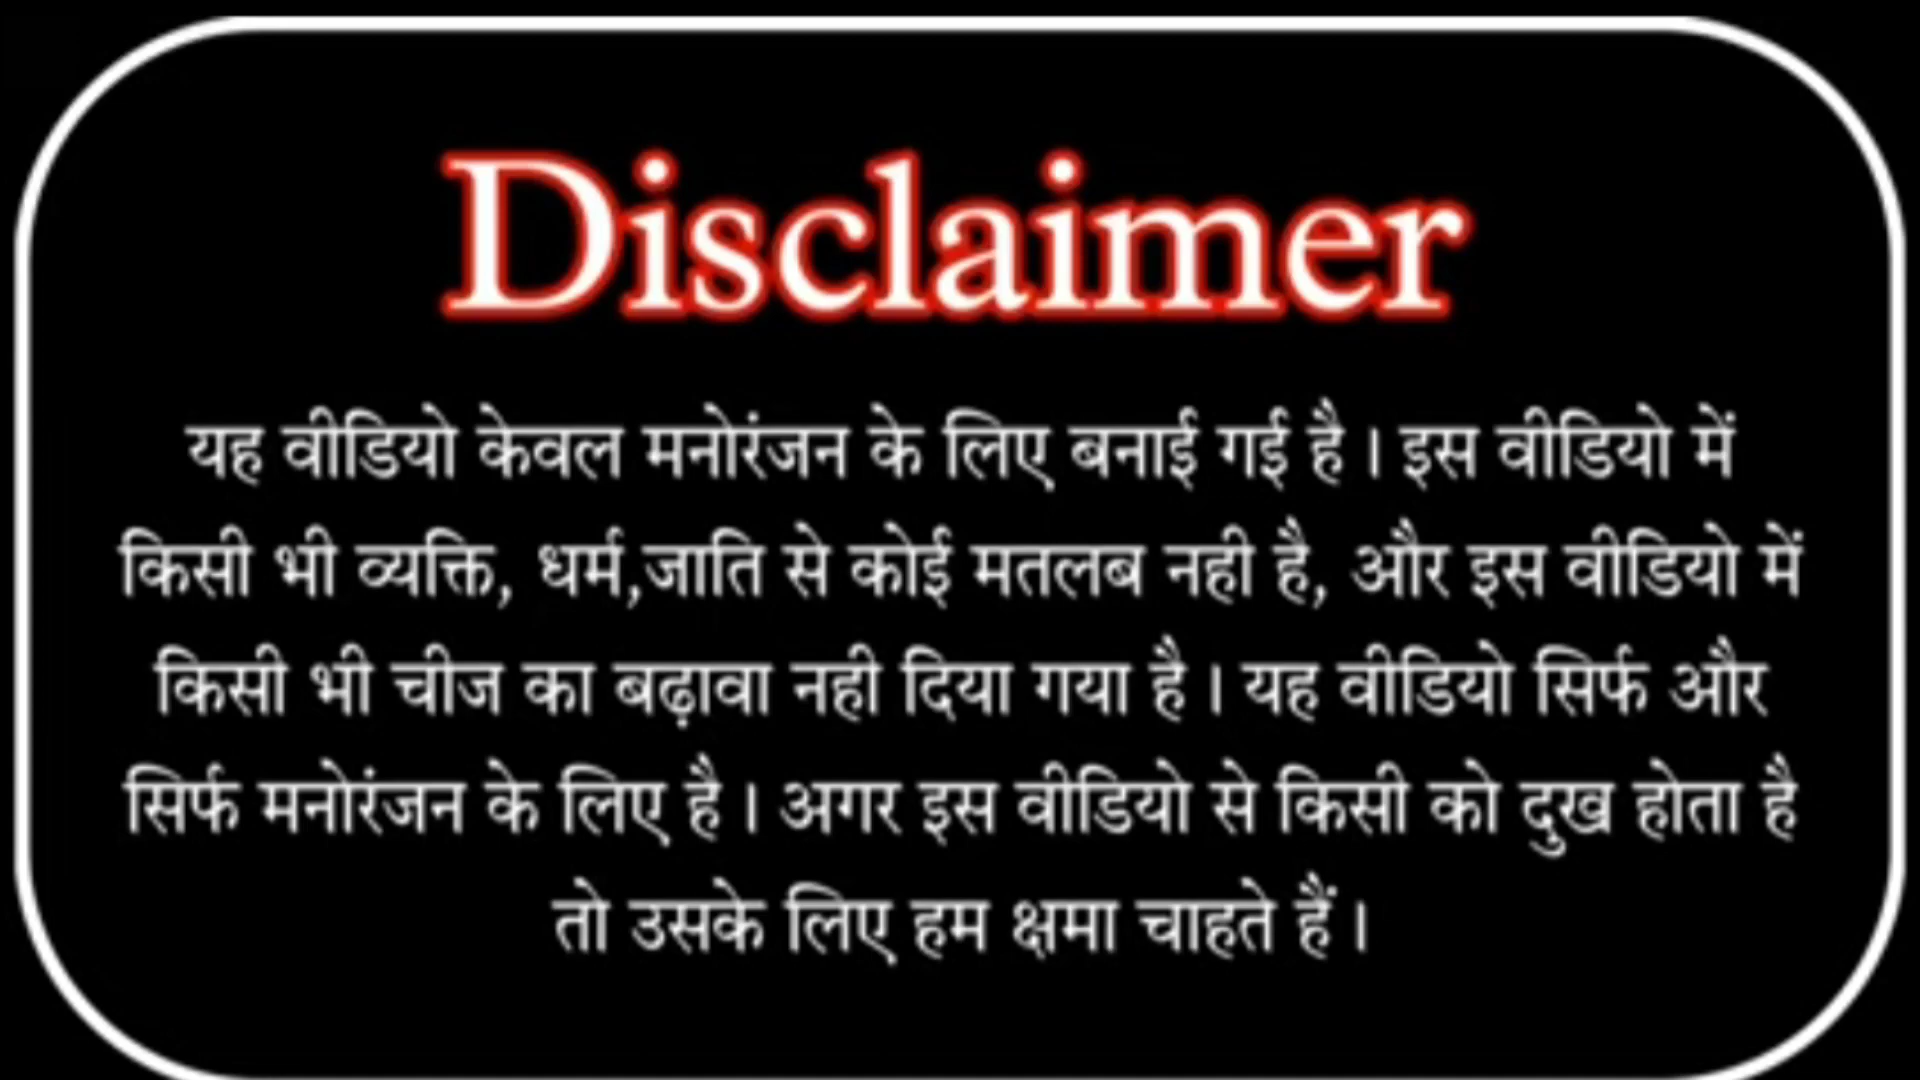 Disclaimer
यह वीडियो केवल मनोरंजन के लिए बनाई गई है । इस वीडियो में
किसी भी व्यक्ति, धर्म,जाति से कोई मतलब नही है, और इस वीडियो में
किसी भी चीज का बढ़ावा नही दिया गया है । यह वीडियो सिर्फ और
सिर्फ मनोरंजन के लिए है । अगर इस वीडियो से किसी को दुख होता है
तो उसके लिए हम क्षमा चाहते हैं ।